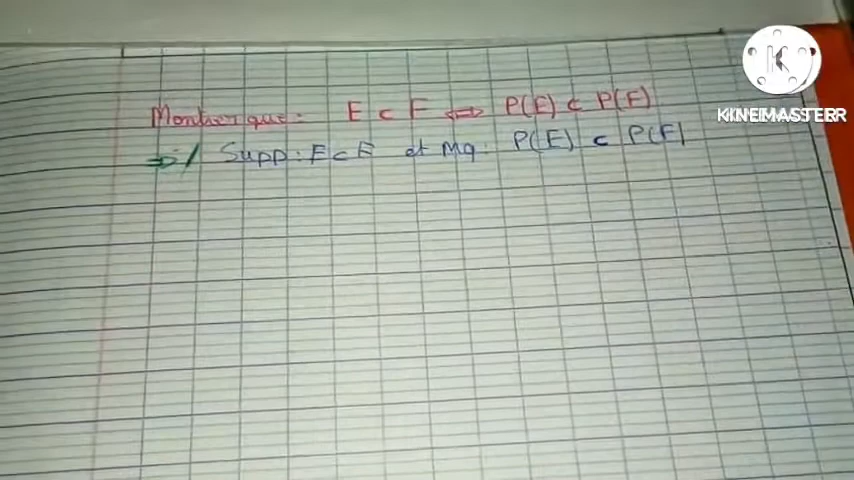 Montrer que: E ⊂ F ⟺ P(E) ⊂ P(F)
⇒:/ Supp: E ⊂ F et Mq: P(E) ⊂ P(F)
KINEMASTER